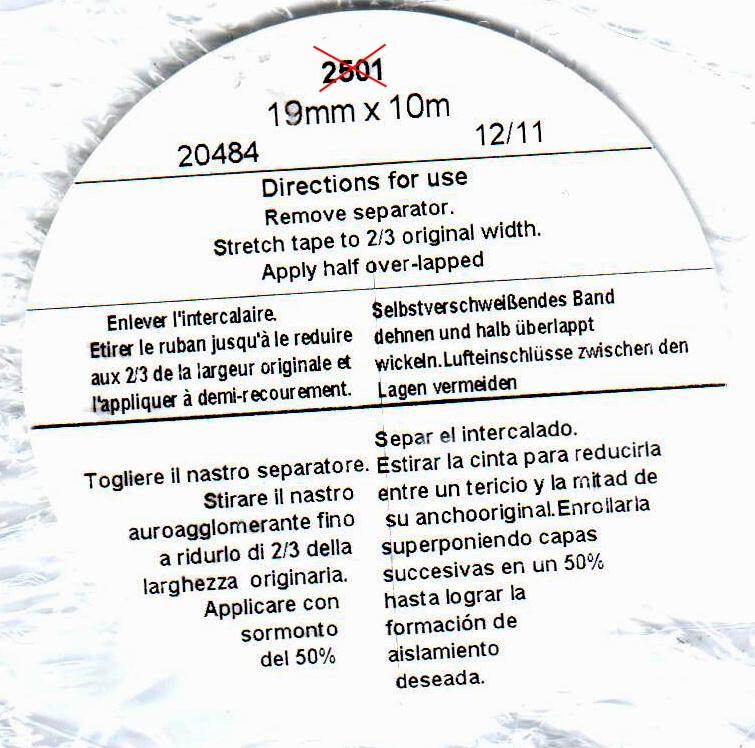 2501
19mm x 10m
20484
12/11
Directions for use
Remove separator.
Stretch tape to 2/3 original width.
Apply half over-lapped
Enlever l'intercalaire.
Etirer le ruban jusqu'à le reduire
aux 2/3 de la largeur originale et
l'appliquer à demi-recourement.
Selbstverschweißendes Band
dehnen und halb überlappt
wickeln.Lufteinschlüsse zwischen den
Lagen vermeiden
Togliere il nastro separatore.
Stirare il nastro
auroagglomerante fino
a ridurlo di 2/3 della
larghezza originaria.
Applicare con
sormonto
del 50%
Separ el intercalado.
Estirar la cinta para reducirla
entre un tericio y la mitad de
su anchooriginal.Enrollarla
superponiendo capas
succesivas en un 50%
hasta lograr la
formación de
aislamiento
deseada.